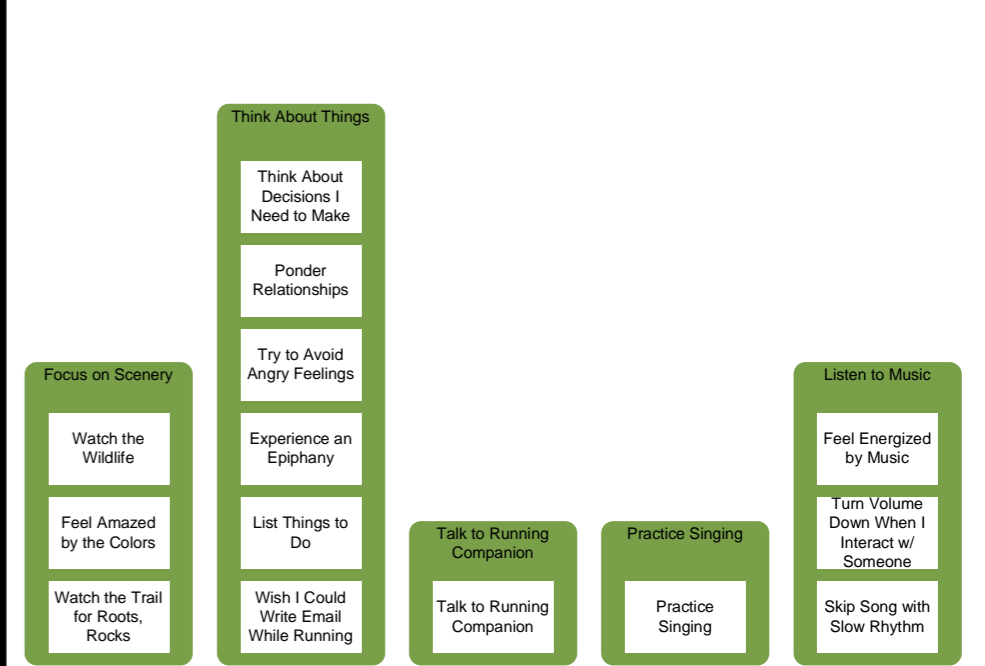 Focus on Scenery
Watch the
Wildlife
Feel Amazed
by the Colors
Watch the Trail
for Roots,
Rocks
Think About Things
Think About
Decisions I
Need to Make
Ponder
Relationships
Try to Avoid
Angry Feelings
Experience an
Epiphany
List Things to
Do
Wish I Could
Write Email
While Running
Talk to Running
Companion
Talk to Running
Companion
Practice Singing
Practice
Singing
Listen to Music
Feel Energized
by Music
Turn Volume
Down When I
Interact w/
Someone
Skip Song with
Slow Rhythm